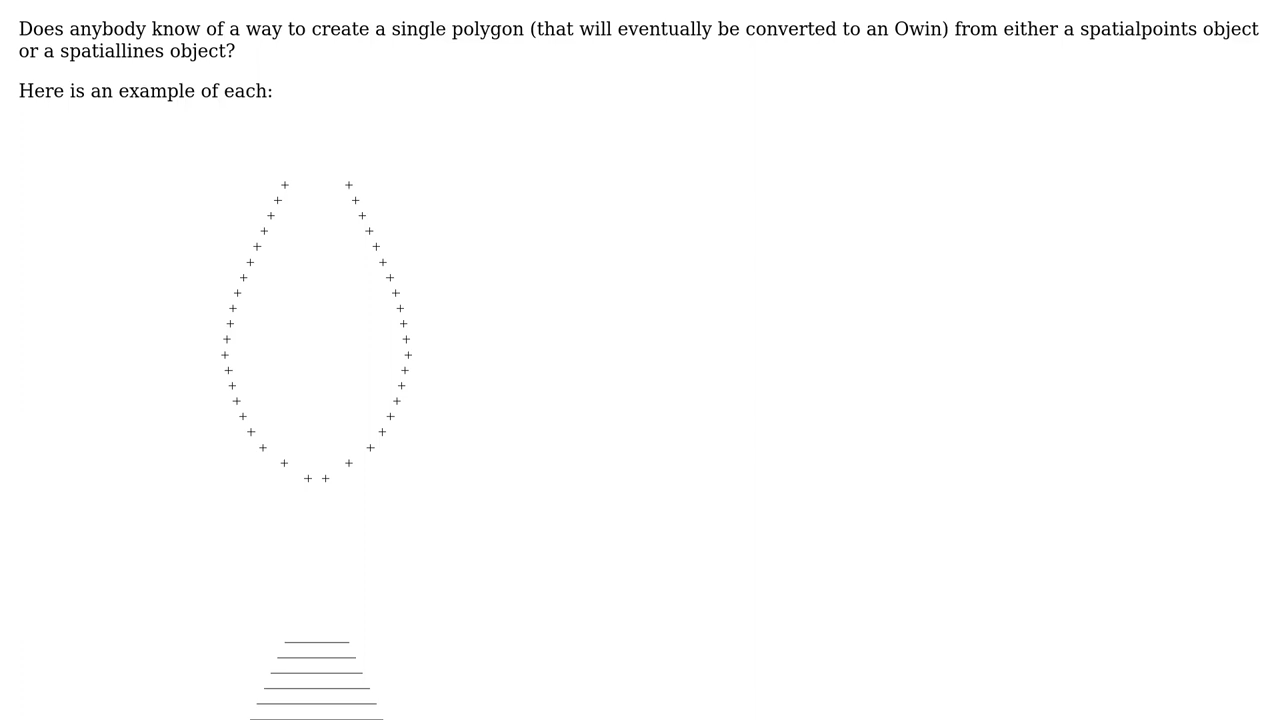 Does anybody know of a way to create a single polygon (that will eventually be converted to an Owin) from either a spatialpoints object
or a spatiallines object?
Here is an example of each: